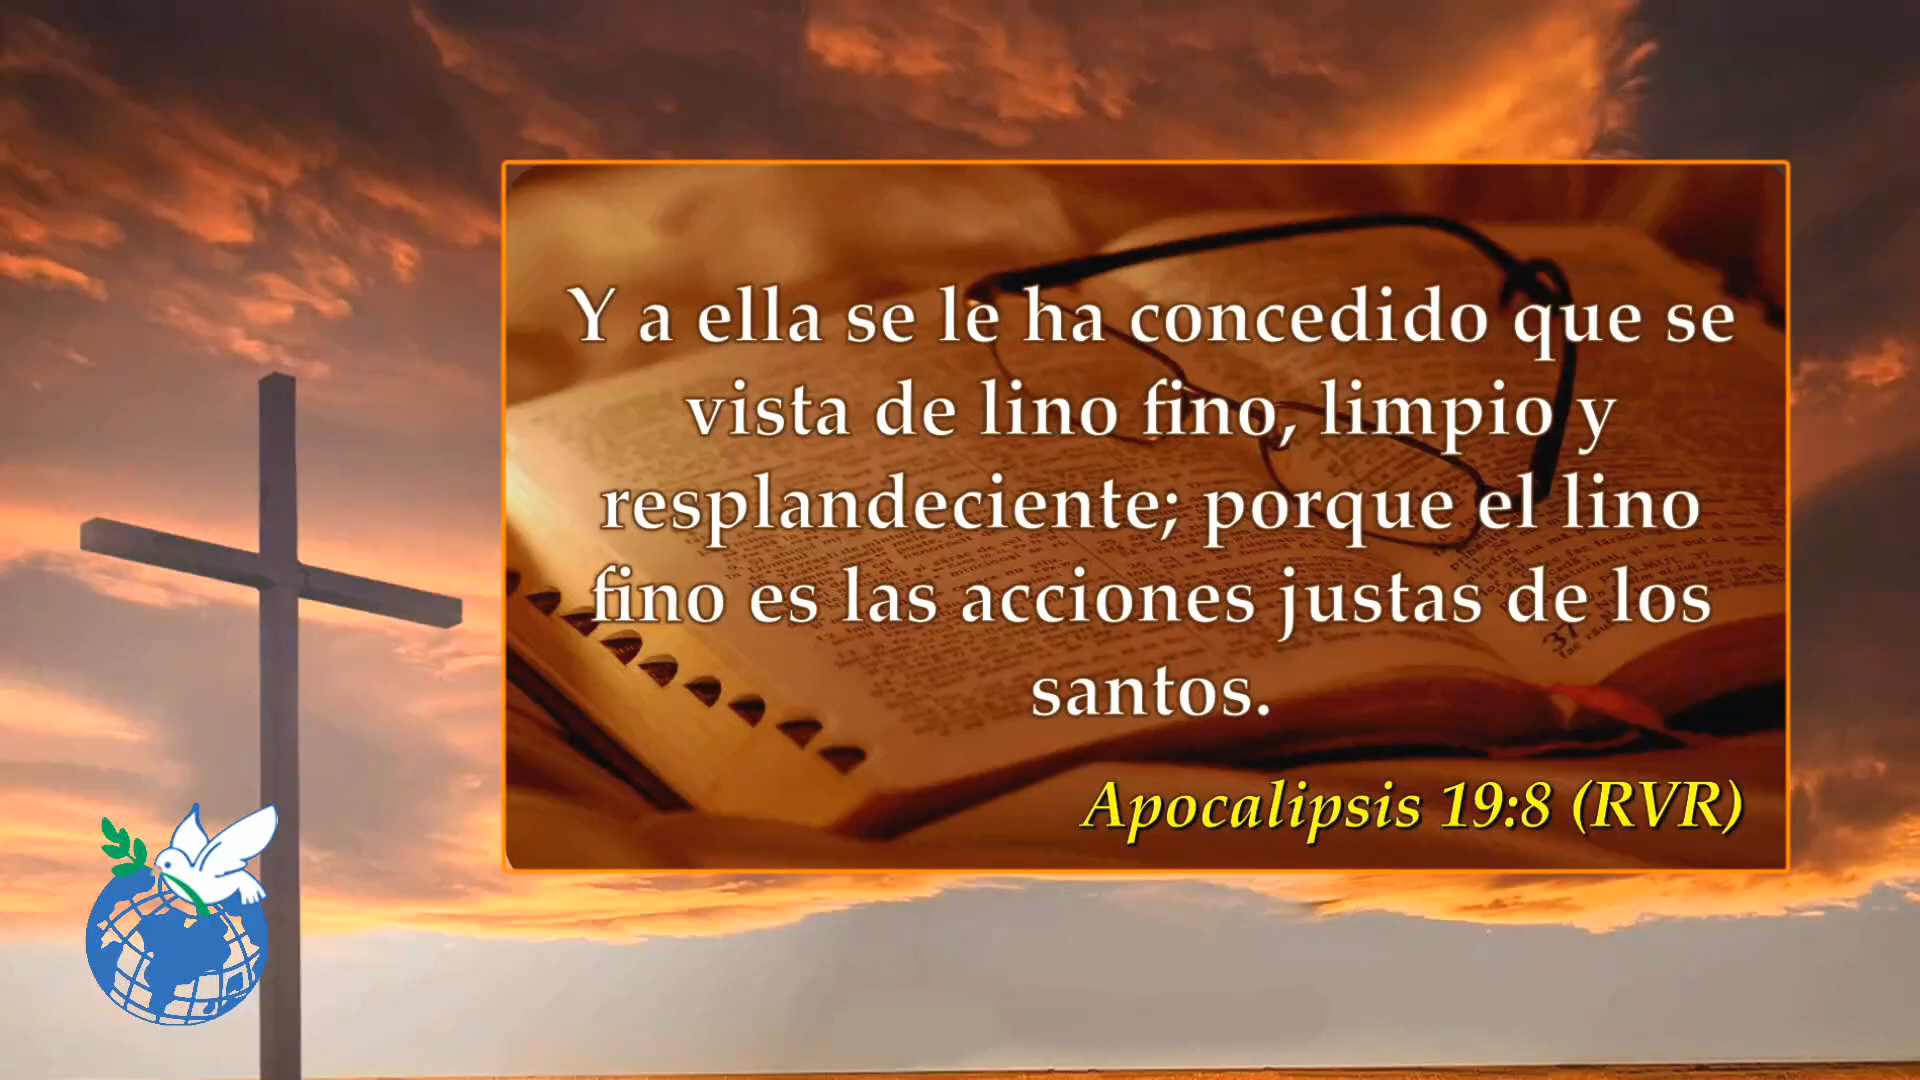 Y a ella se le ha concedido que se
vista de lino fino, limpio y
resplandeciente; porque el lino
fino es las acciones justas de los
santos.
Apocalipsis 19:8 (RVR)
37